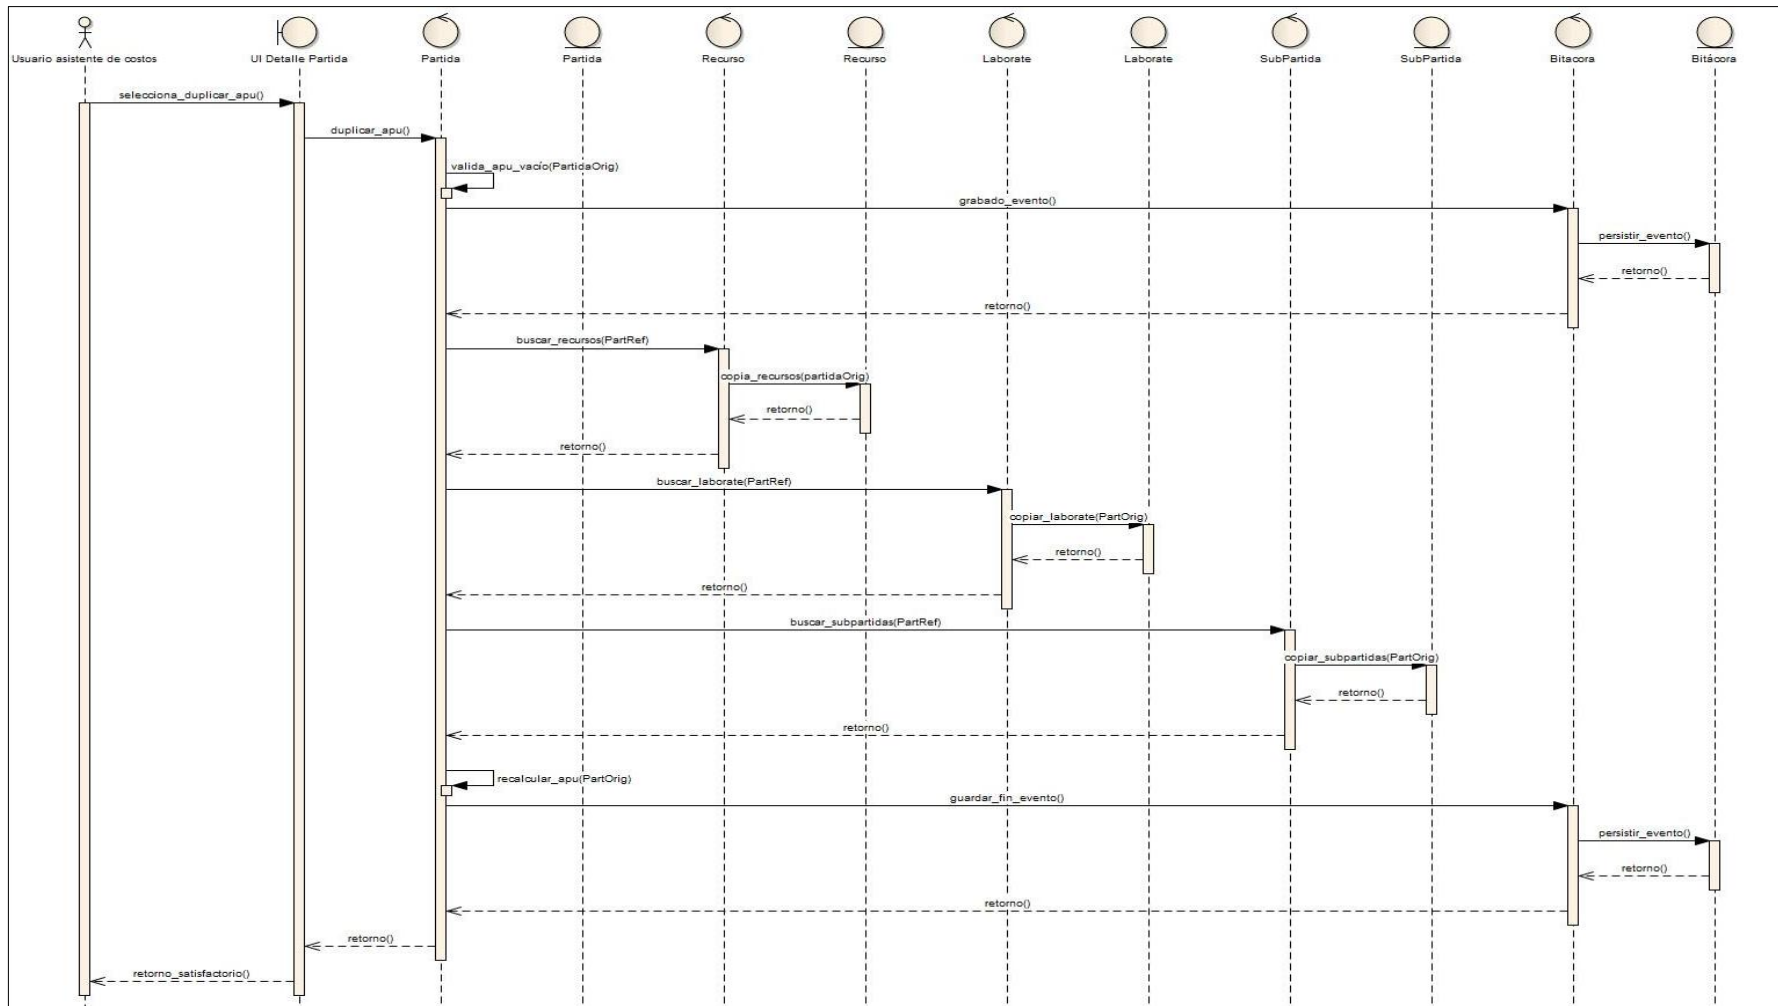 Usuario asistente de costos
UI Detalle Partida
Partida
Partida
Recurso
Recurso
Laborate
Laborate
SubPartida
SubPartida
Bitacora
Bitácora
selecciona_duplicar_apu()
duplicar_apu()
valida_apu_vacío(PartidaOrig)
grabado_evento()
persistir_evento()
retorno()
retorno()
buscar_recursos(PartRef)
copia_recursos(partidaOrig)
retorno()
retorno()
buscar_laborate(PartRef)
copiar_laborate(PartOrig)
retorno()
retorno()
buscar_subpartidas(PartRef)
copiar_subpartidas(PartOrig)
retorno()
retorno()
recalcular_apu(PartOrig)
guardar_fin_evento()
persistir_evento()
retorno()
retorno()
retorno()
retorno_satisfactorio()